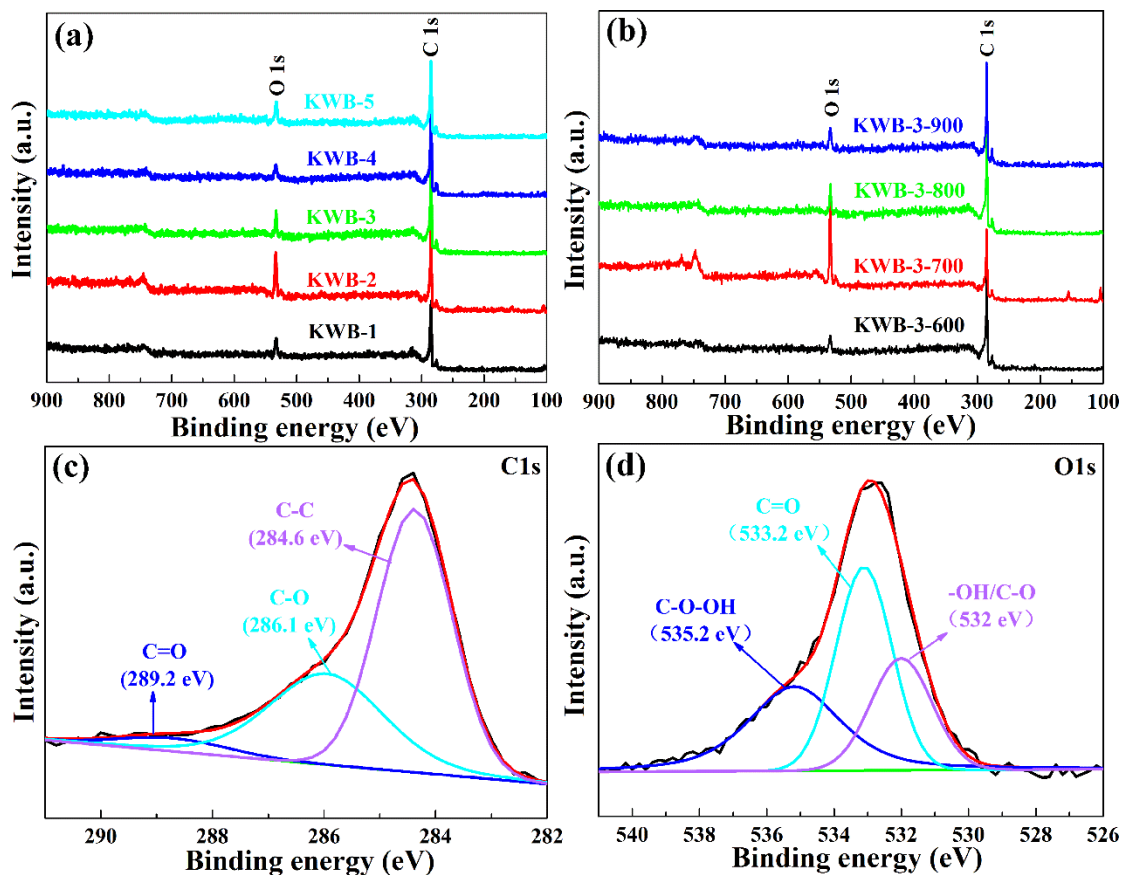 (a)
O 1s
C 1s
KWB-5
KWB-4
KWB-3
KWB-2
KWB-1
Intensity (a.u.)
900 800 700 600 500 400 300 200 100
Binding energy (eV)
(b)
O 1s
C 1s
KWB-3-900
KWB-3-800
KWB-3-700
KWB-3-600
Intensity (a.u.)
900 800 700 600 500 400 300 200 100
Binding energy (eV)
(c)
C1s
C-C
(284.6 eV)
C-O
(286.1 eV)
C=O
(289.2 eV)
Intensity (a.u.)
290 288 286 284 282
Binding energy (eV)
(d)
O1s
C=O
(533.2 eV)
-OH/C-O
(532 eV)
C-O-OH
(535.2 eV)
Intensity (a.u.)
540 538 536 534 532 530 528 526
Binding energy (eV)